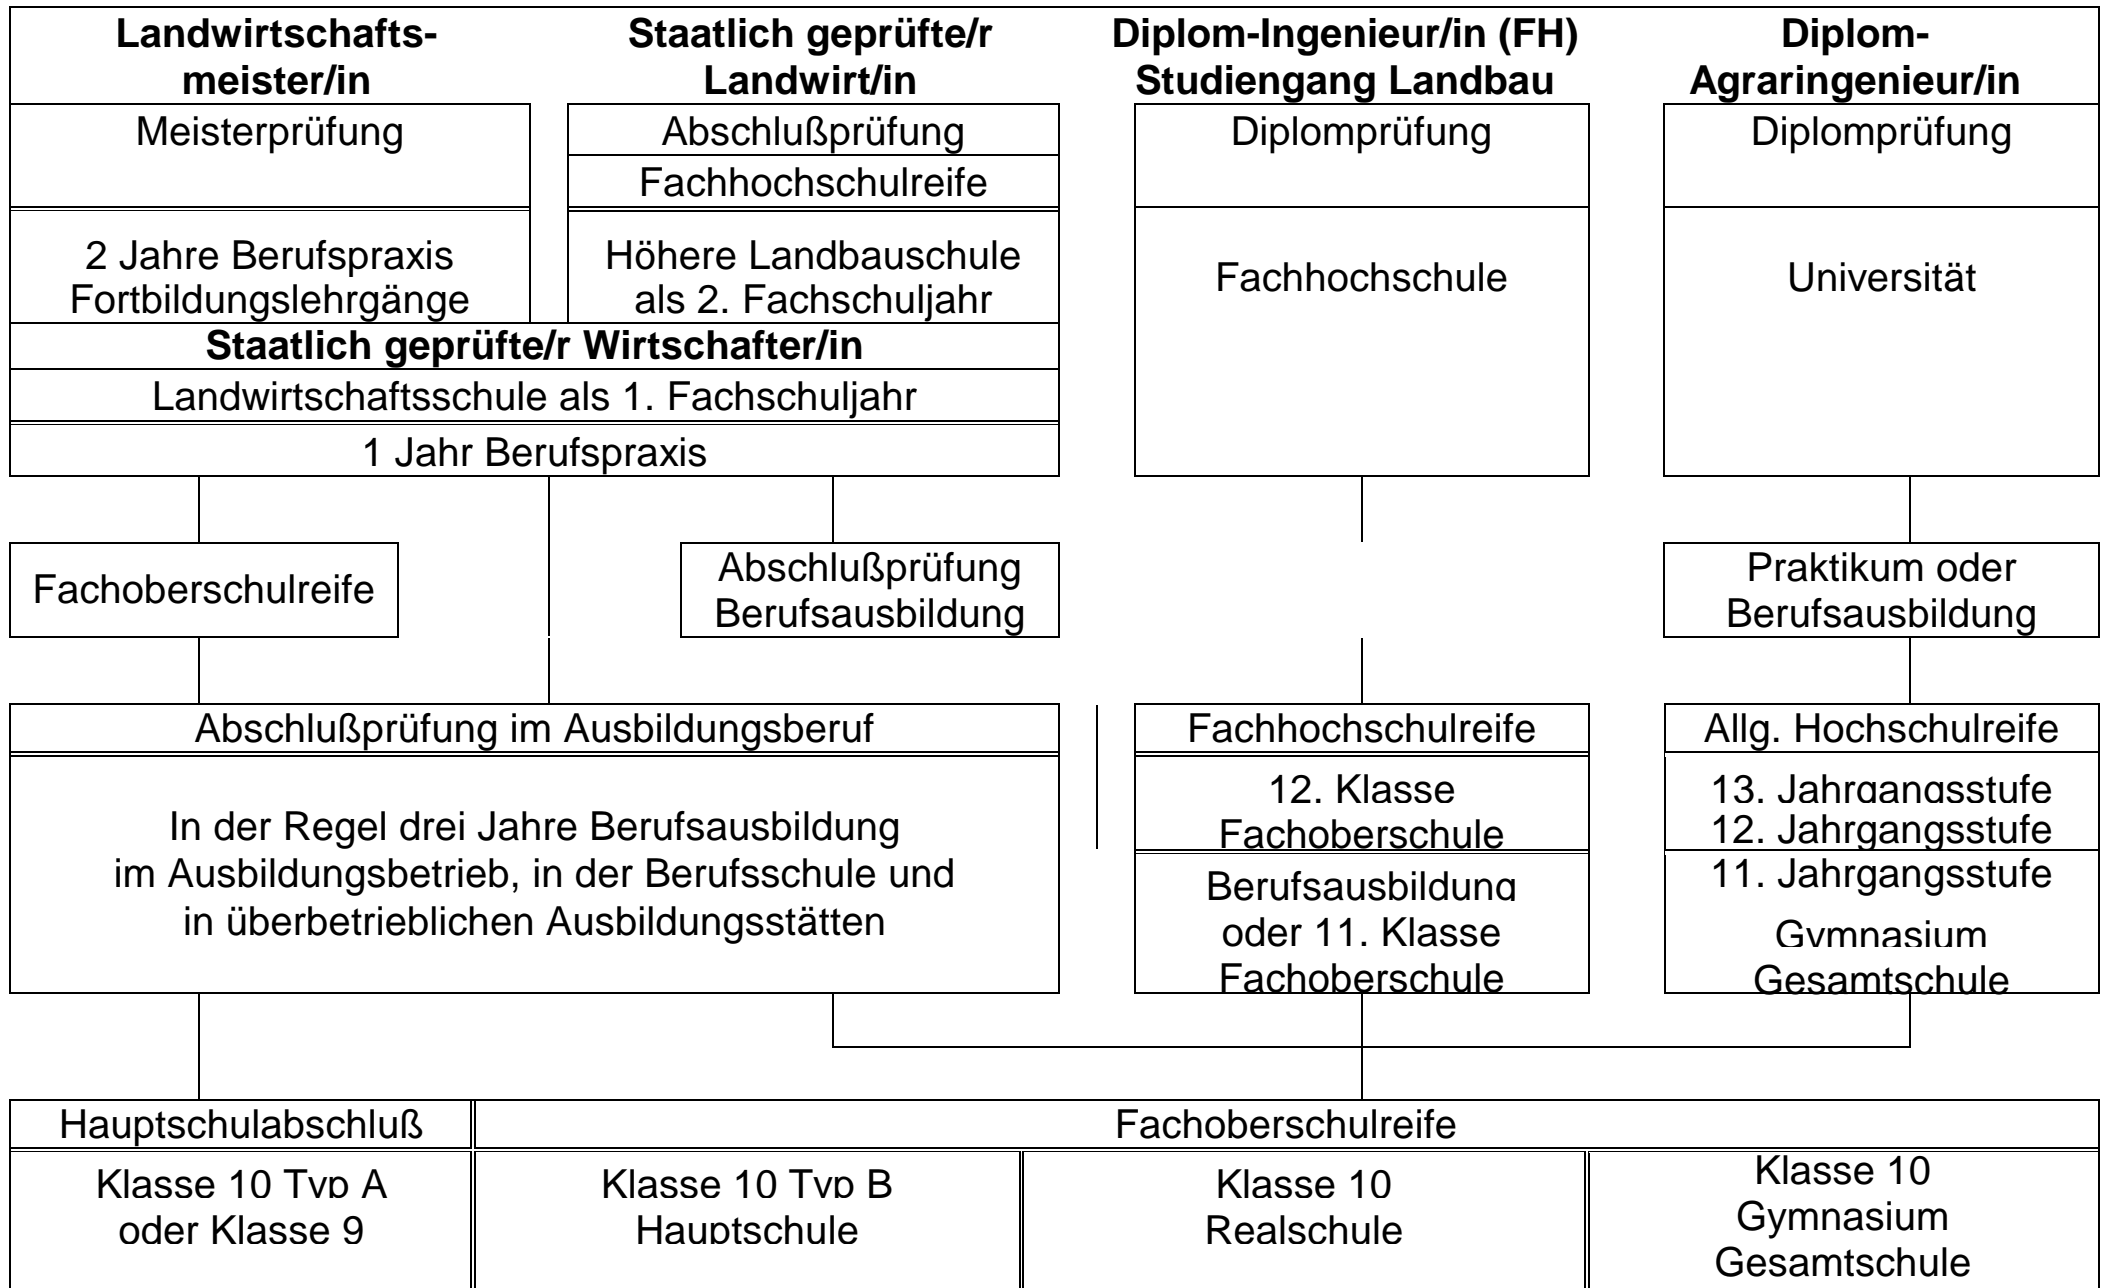 Landwirtschafts-
meister/in
Staatlich geprüfte/r
Landwirt/in
Diplom-Ingenieur/in (FH)
Studiengang Landbau
Diplom-
Agraringenieur/in
Meisterprüfung
Abschlußprüfung
Fachhochschulreife
Diplomprüfung
Diplomprüfung
2 Jahre Berufspraxis
Fortbildungslehrgänge
Höhere Landbauschule
als 2. Fachschuljahr
Fachhochschule
Universität
Staatlich geprüfte/r Wirtschafter/in
Landwirtschaftsschule als 1. Fachschuljahr
1 Jahr Berufspraxis
Fachoberschulreife
Abschlußprüfung
Berufsausbildung
Praktikum oder
Berufsausbildung
Abschlußprüfung im Ausbildungsberuf
In der Regel drei Jahre Berufsausbildung
im Ausbildungsbetrieb, in der Berufsschule und
in überbetrieblichen Ausbildungsstätten
Fachhochschulreife
12. Klasse
Fachoberschule
Berufsausbildung
oder 11. Klasse
Fachoberschule
Allg. Hochschulreife
13. Jahrgangsstufe
12. Jahrgangsstufe
11. Jahrgangsstufe
Gymnasium
Gesamtschule
Hauptschulabschluß
Fachoberschulreife
Klasse 10 Typ A
oder Klasse 9
Klasse 10 Typ B
Hauptschule
Klasse 10
Realschule
Klasse 10
Gymnasium
Gesamtschule